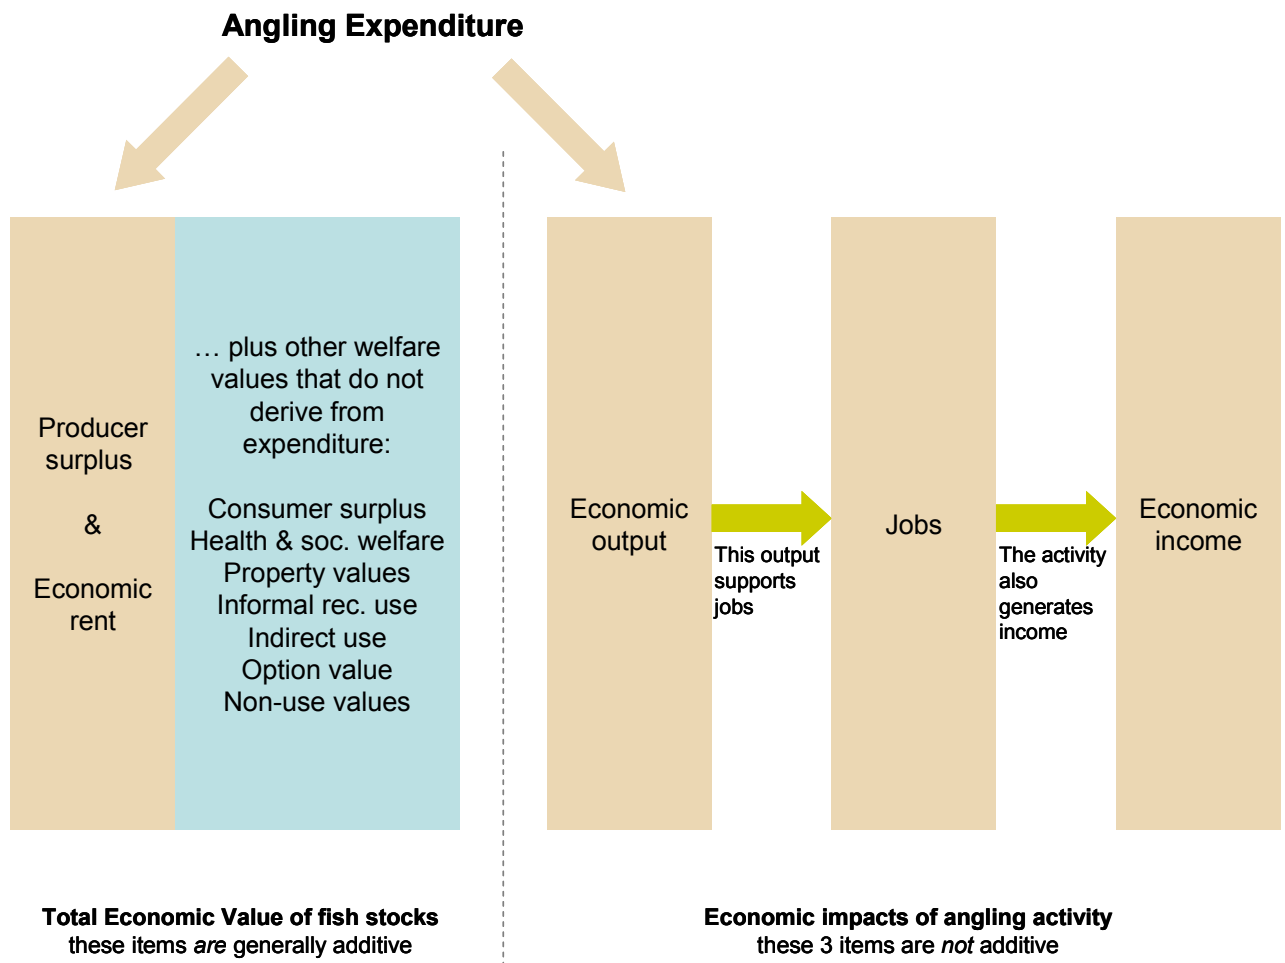 Angling Expenditure
Producer
surplus
&
Economic
rent
… plus other welfare
values that do not
derive from
expenditure:
Consumer surplus
Health & soc. welfare
Property values
Informal rec. use
Indirect use
Option value
Non-use values
Economic
output
This output
supports
jobs
Jobs
The activity
also
generates
income
Economic
income
Total Economic Value of fish stocks
these items are generally additive
Economic impacts of angling activity
these 3 items are not additive